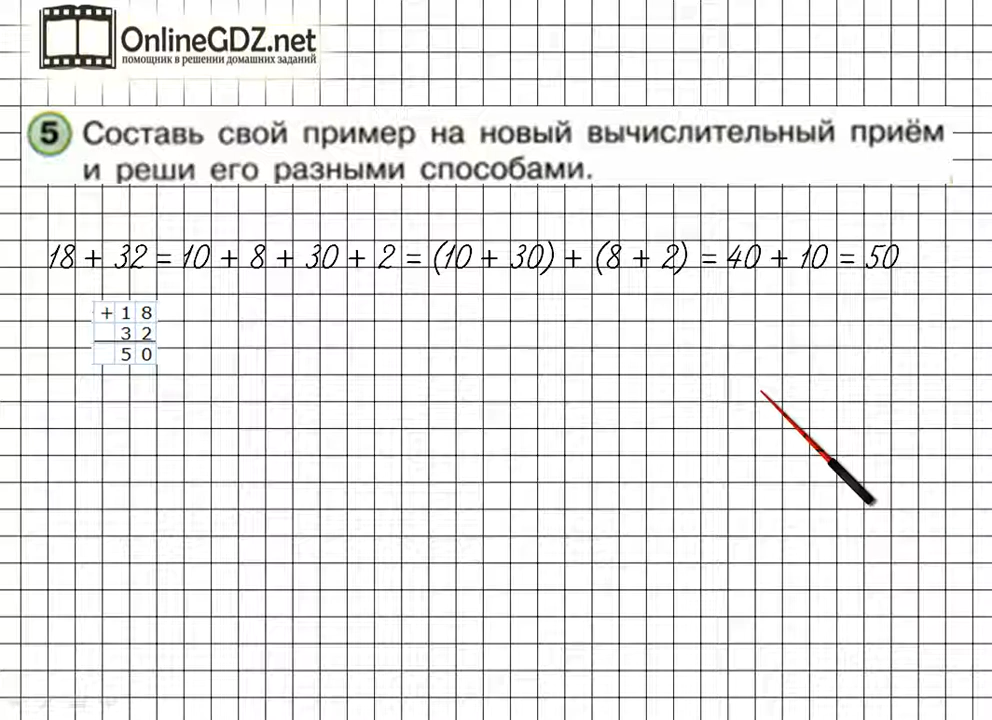 OnlineGDZ.net
помощник в решении домашних заданий
5 Составь свой пример на новый вычислительный приём
и реши его разными способами.
18 + 32 = 10 + 8 + 30 + 2 = (10 + 30) + (8 + 2) = 40 + 10 = 50
+ 1 8
3 2
5 0